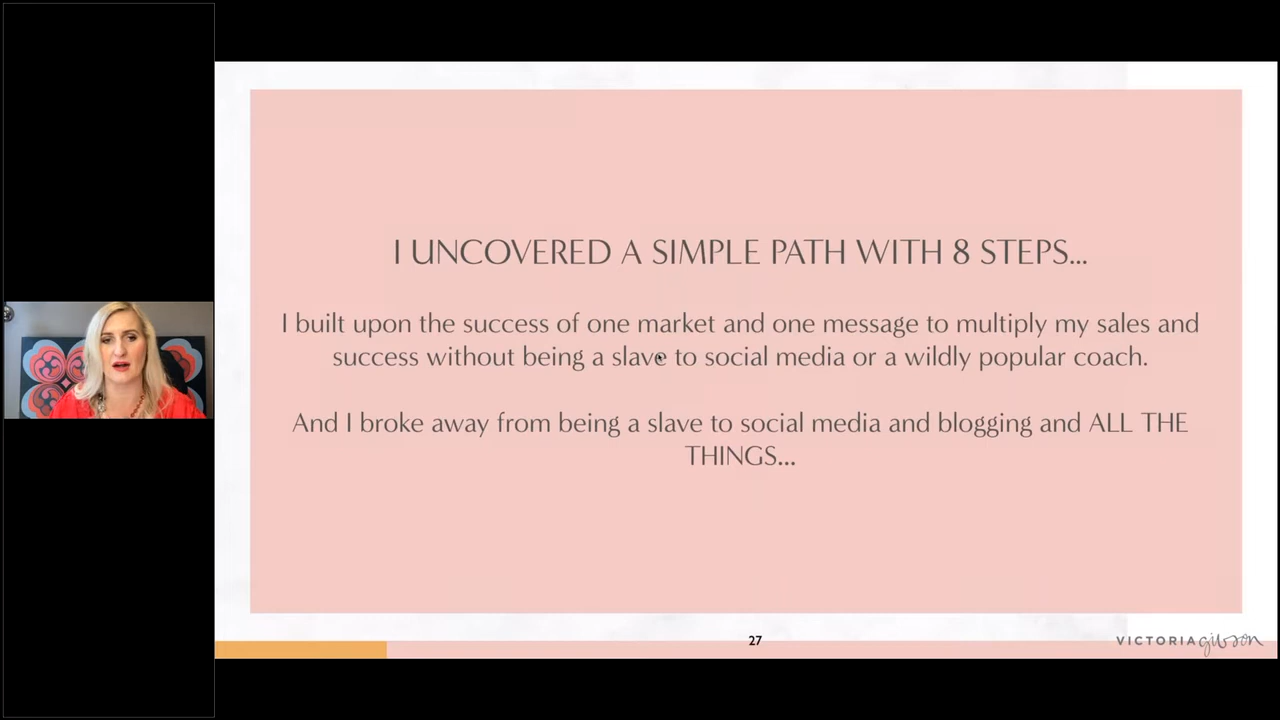 I UNCOVERED A SIMPLE PATH WITH 8 STEPS...
I built upon the success of one market and one message to multiply my sales and
success without being a slave to social media or a wildly popular coach.
And I broke away from being a slave to social media and blogging and ALL THE
THINGS...
27
VICTORIA gibson